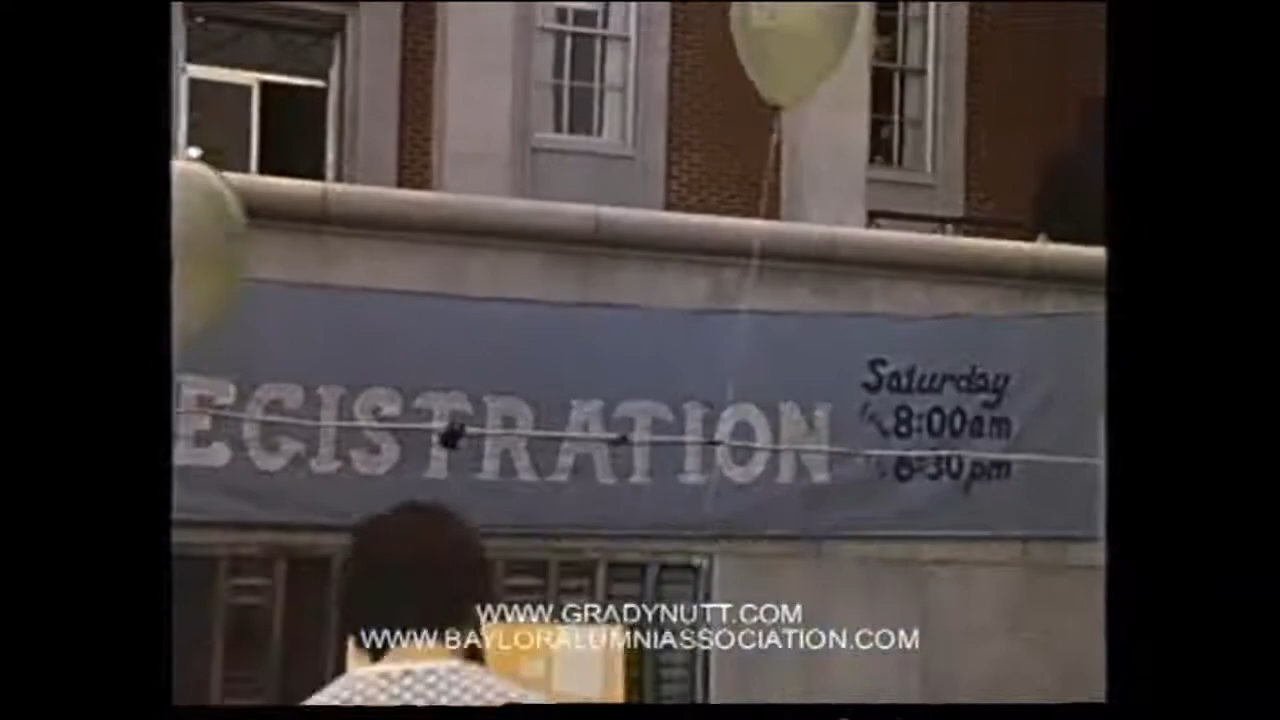 EGISTRATION
Saturday
8:00am
6:30pm
WWW.GRADYNUTT.COM
WWW.BAYLORALUMNIASSOCIATION.COM